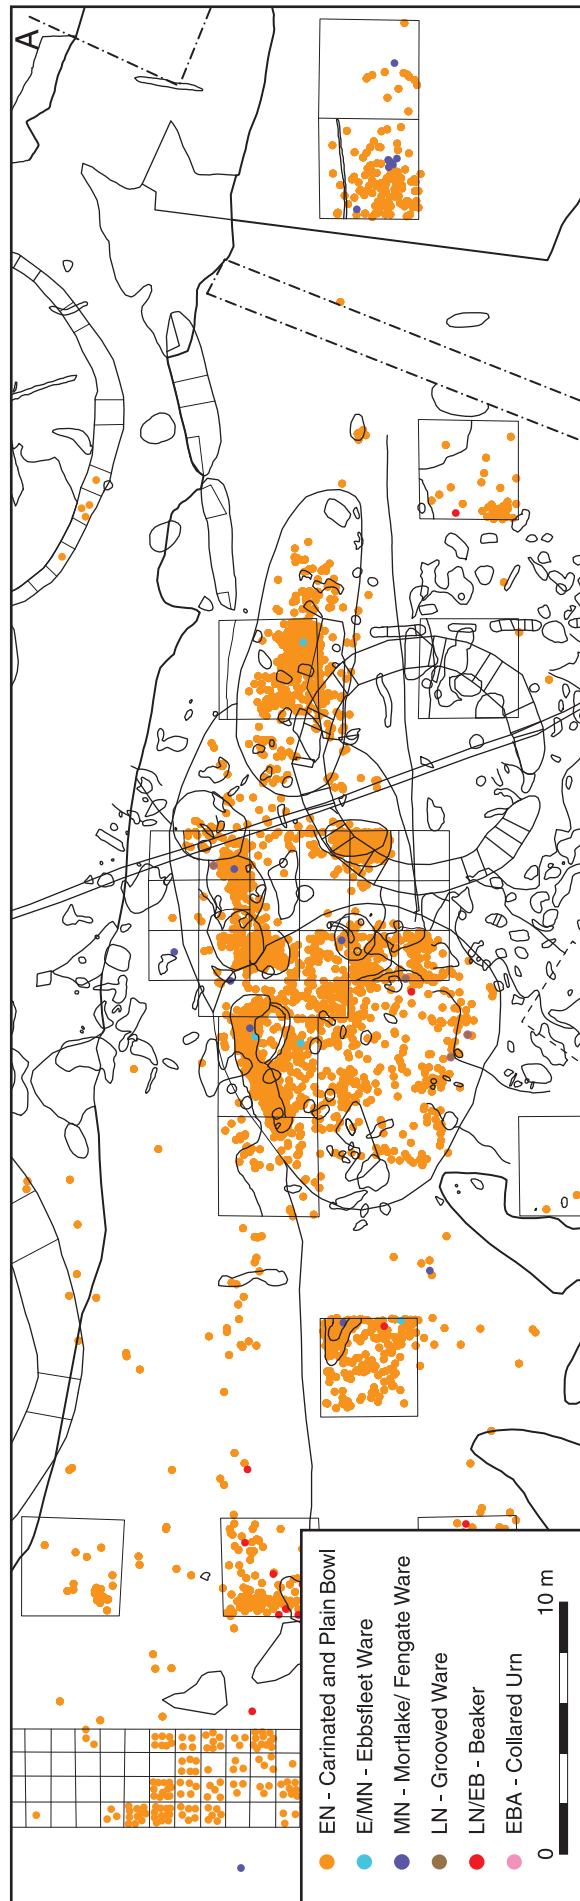 A
EN - Carinated and Plain Bowl
E/MN - Ebbsfleet Ware
MN - Mortlake/ Fengate Ware
LN - Grooved Ware
LN/EB - Beaker
EBA - Collared Urn
0 10 m